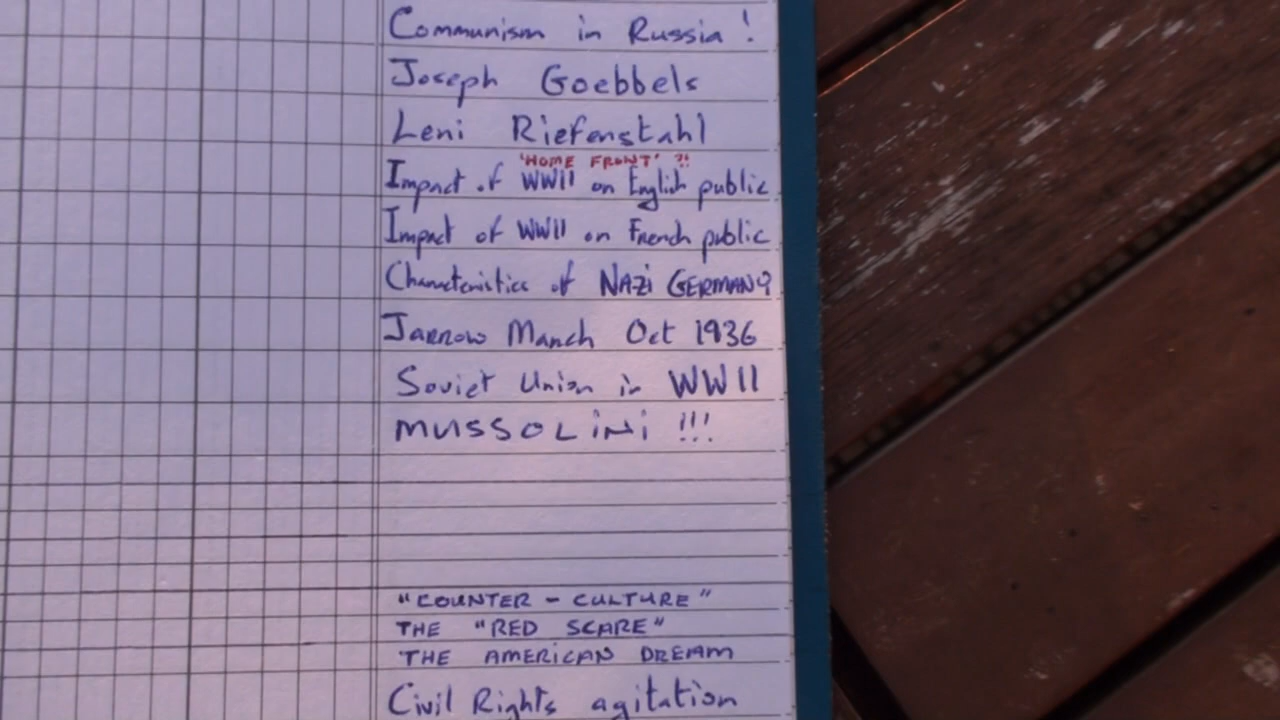 Communism in Russia !
Joseph Goebbels
Leni Riefenstahl
'HOME FRONT' ?!
Impact of WWII on English public
Impact of WWII on French public
Characteristics of NAZi GERMANY
Jarrow March Oct 1936
Soviet Union in WWII
MUSSOLiNi !!!
"COUNTER - CULTURE"
THE "RED SCARE"
THE AMERICAN DREAM
Civil Rights agitation